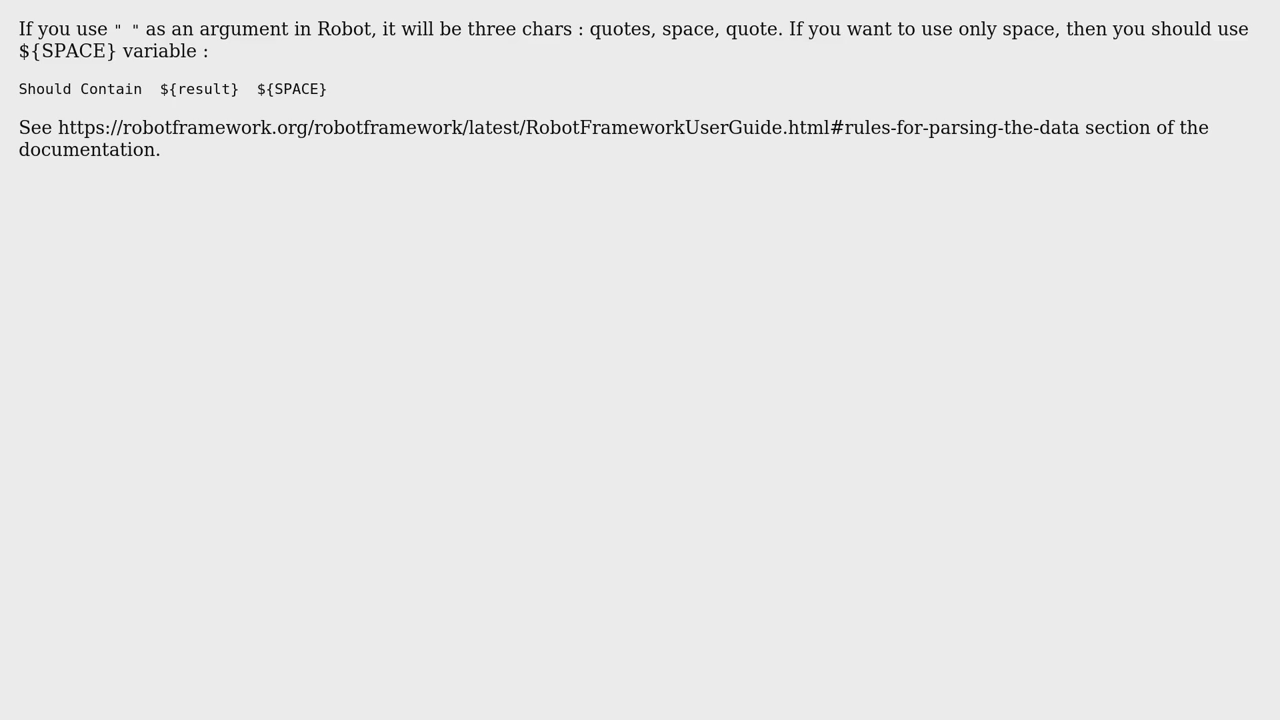 If you use " " as an argument in Robot, it will be three chars : quotes, space, quote. If you want to use only space, then you should use
${SPACE} variable :
Should Contain  ${result}  ${SPACE}
See https://robotframework.org/robotframework/latest/RobotFrameworkUserGuide.html#rules-for-parsing-the-data section of the
documentation.